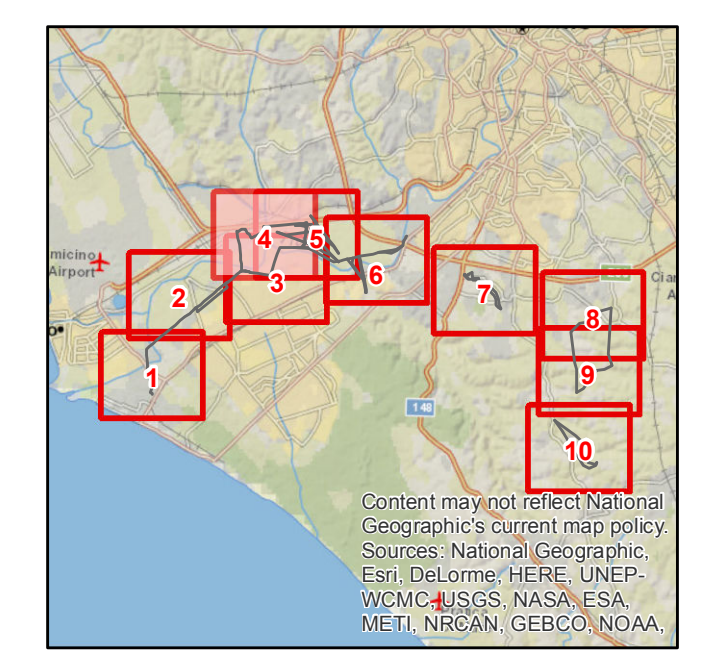 4
5
3
6
micino
Airport
2
7
Cian
A
8
o
1
9
148
10
Content may not reflect National
Geographic's current map policy.
Sources: National Geographic,
Esri, DeLorme, HERE, UNEP-
WCMC, USGS, NASA, ESA,
METI, NRCAN, GEBCO, NOAA,